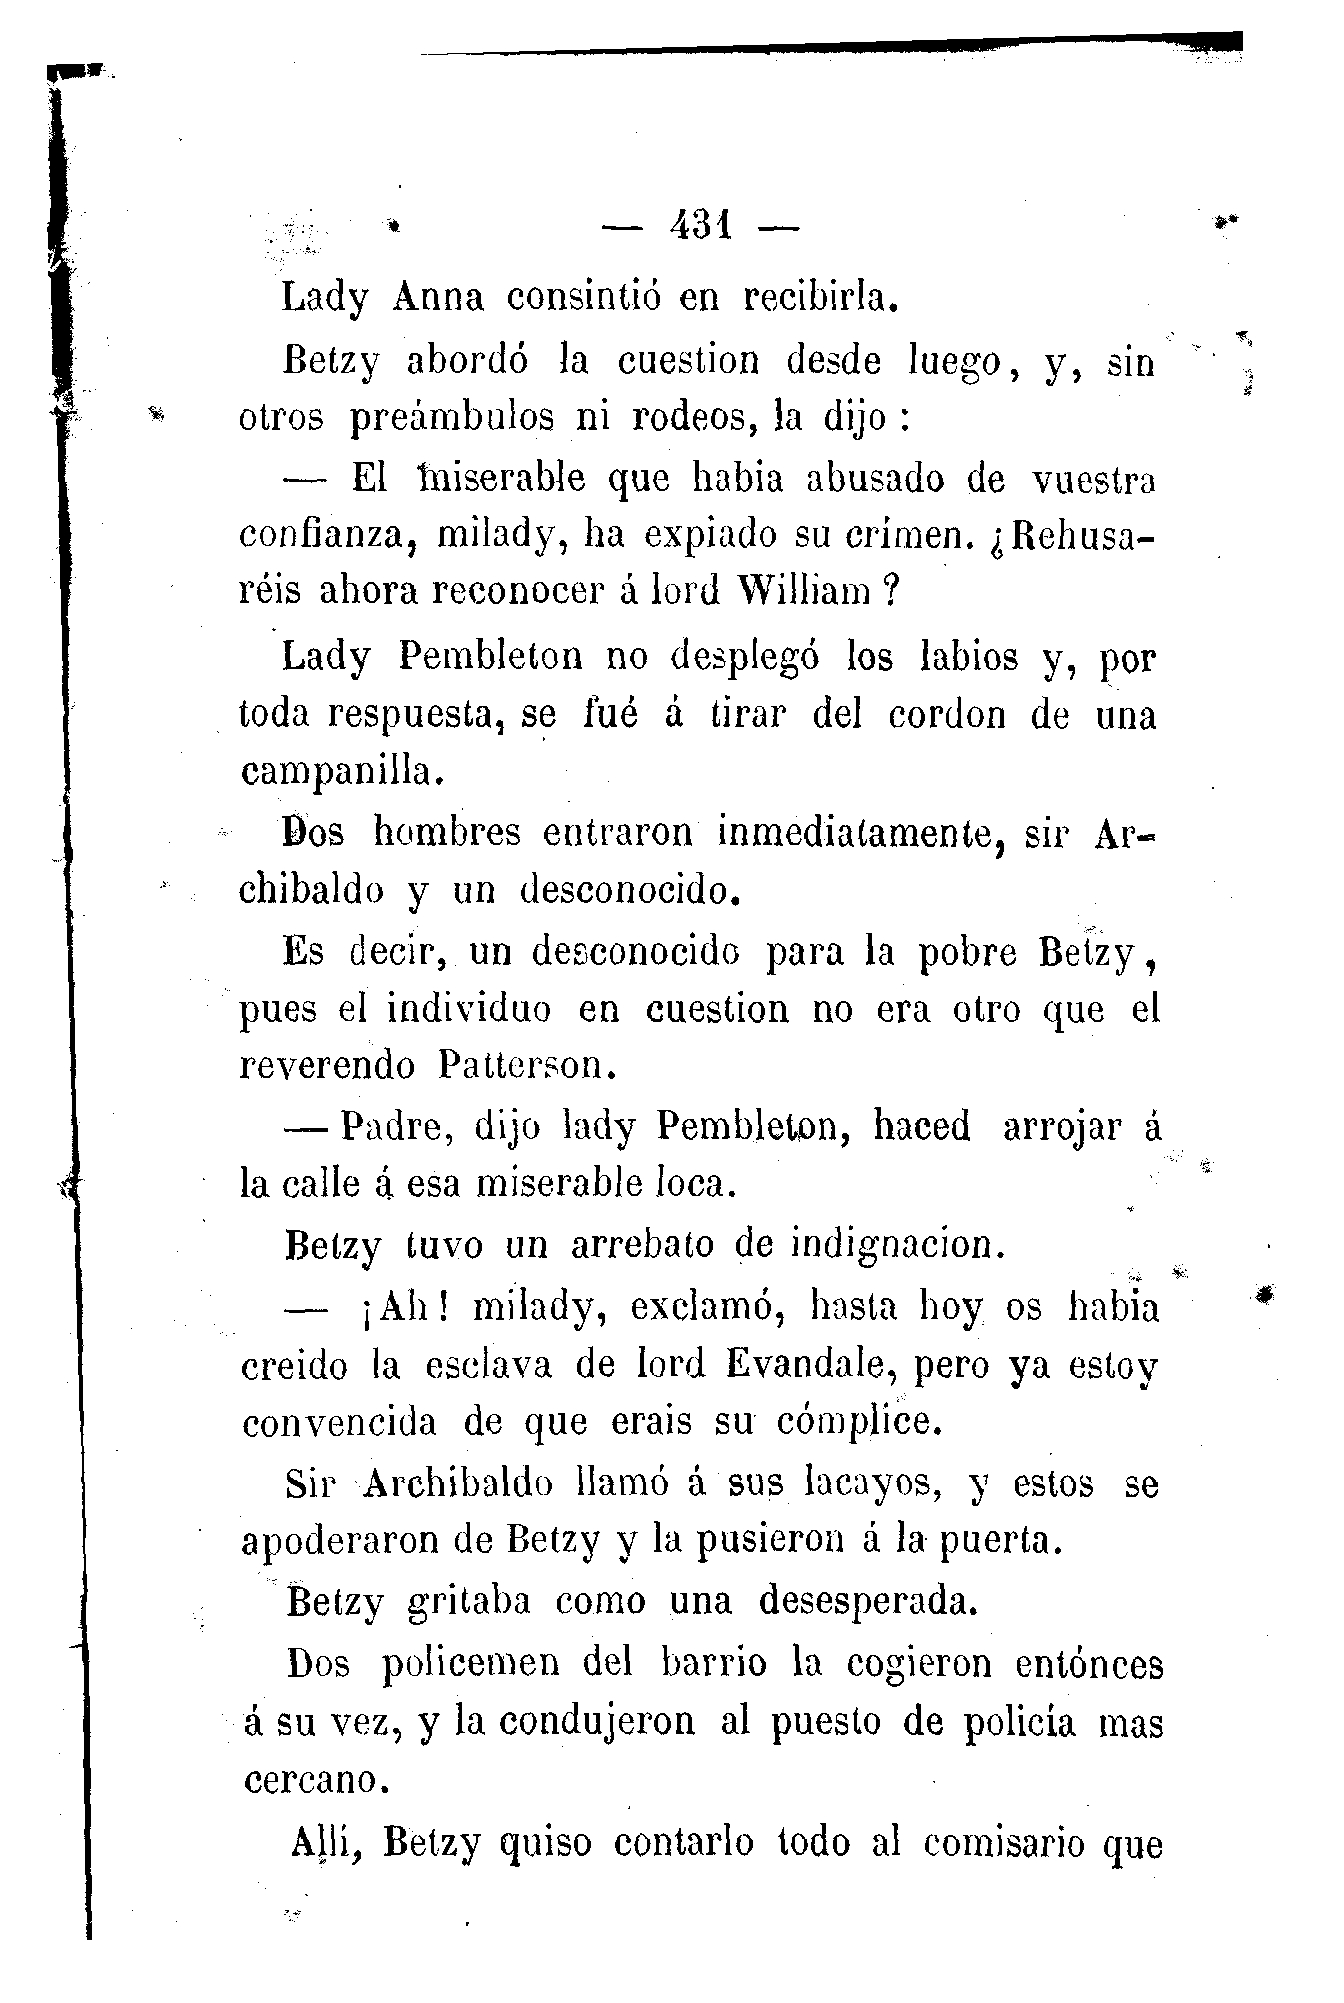 — 431 —
Lady Anna consintió en recibirla.
Betzy abordó la cuestion desde luego, y, sin
otros preámbulos ni rodeos, la dijo :
— El miserable que habia abusado de vuestra
confianza, milady, ha expiado su crímen. ¿Rehusa-
réis ahora reconocer á lord William ?
Lady Pembleton no desplegó los labios y, por
toda respuesta, se fué á tirar del cordon de una
campanilla.
Dos hombres entraron inmediatamente, sir Ar-
chibaldo y un desconocido.
Es decir, un desconocido para la pobre Betzy,
pues el individuo en cuestion no era otro que el
reverendo Patterson.
— Padre, dijo lady Pembleton, haced arrojar á
la calle á esa miserable loca.
Betzy tuvo un arrebato de indignacion.
— ¡Ah! milady, exclamó, hasta hoy os habia
creido la esclava de lord Evandale, pero ya estoy
convencida de que erais su cómplice.
Sir Archibaldo llamó á sus lacayos, y estos se
apoderaron de Betzy y la pusieron á la puerta.
Betzy gritaba como una desesperada.
Dos policemen del barrio la cogieron entónces
á su vez, y la condujeron al puesto de policía mas
cercano.
Allí, Betzy quiso contarlo todo al comisario que